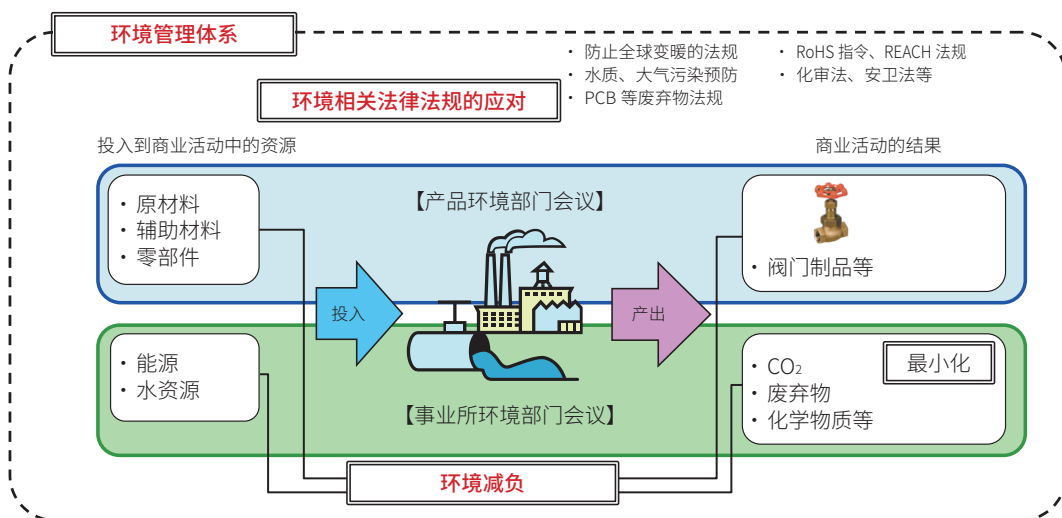 环境管理体系
· 防止全球变暖的法规
· 水质、大气污染预防
· PCB 等废弃物法规
· RoHS 指令、REACH 法规
· 化审法、安卫法等
环境相关法律法规的应对
投入到商业活动中的资源
商业活动的结果
· 原材料
· 辅助材料
· 零部件
【产品环境部门会议】
· 阀门制品等
投入
产出
· 能源
· 水资源
【事业所环境部门会议】
· CO₂
· 废弃物
· 化学物质等
最小化
环境减负